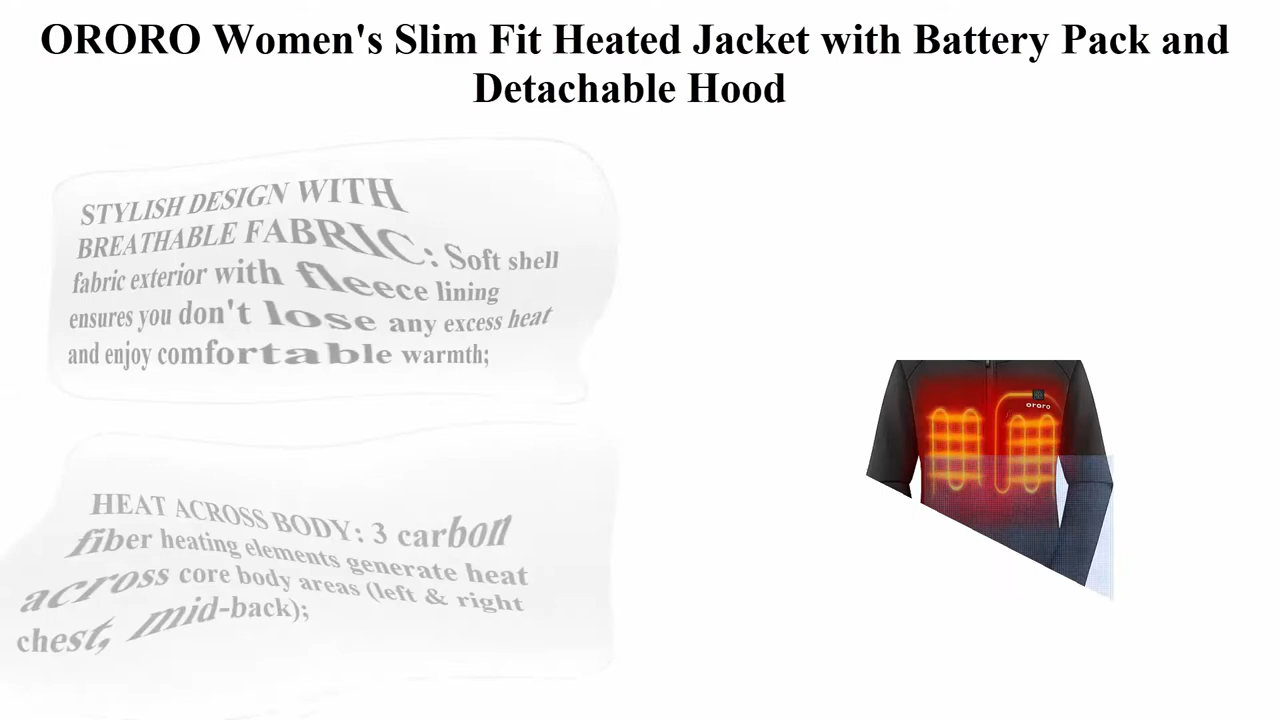 ORORO Women's Slim Fit Heated Jacket with Battery Pack and
Detachable Hood
STYLISH DESIGN WITH
BREATHABLE FABRIC: Soft shell
fabric exterior with fleece lining
ensures you don't lose any excess heat
and enjoy comfortable warmth;
HEAT ACROSS BODY: 3 carbon
fiber heating elements generate heat
across core body areas (left & right
chest, mid-back);
ororo